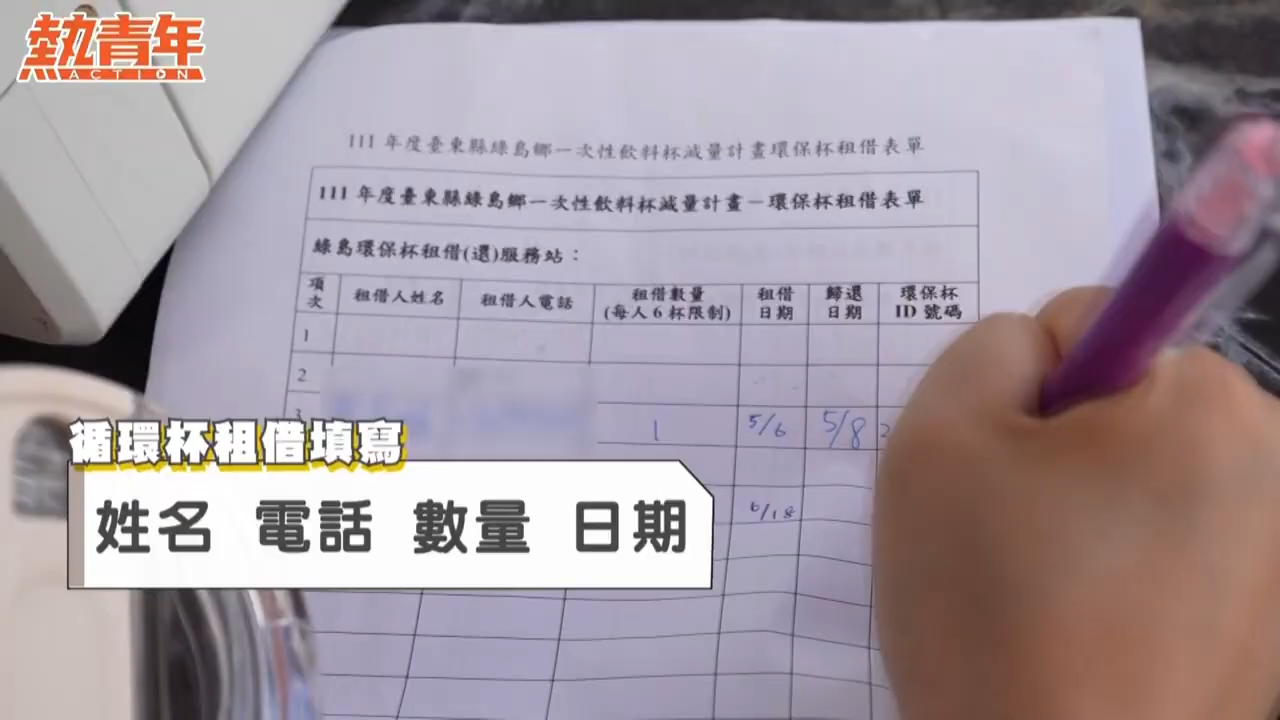 熱青年
ACTION
111 年度臺東縣綠島鄉一次性飲料杯減量計畫環保杯租借表單
111 年度臺東縣綠島鄉一次性飲料杯減量計畫－環保杯租借表單
綠島環保杯租借(還)服務站：
項次 租借人姓名 租借人電話 租借數量(每人6杯限制) 租借日期 歸還日期 環保杯ID 號碼
1
2
3 1 5/6 5/8 2
6/18
循環杯租借填寫
姓名 電話 數量 日期